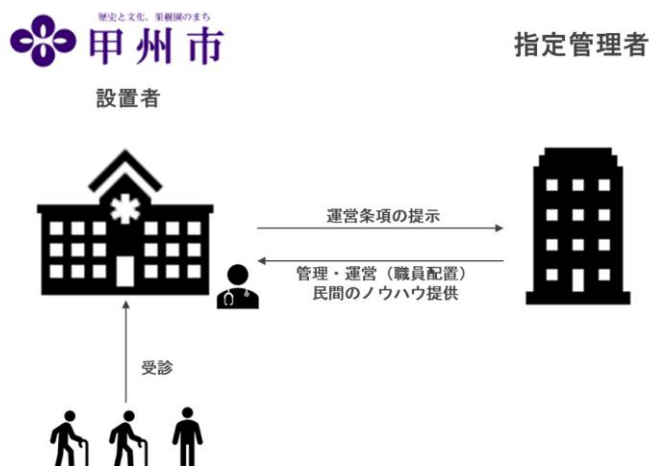 歴史と文化、果樹園のまち
甲州市
指定管理者
設置者
運営条項の提示
管理・運営（職員配置）
民間のノウハウ提供
受診